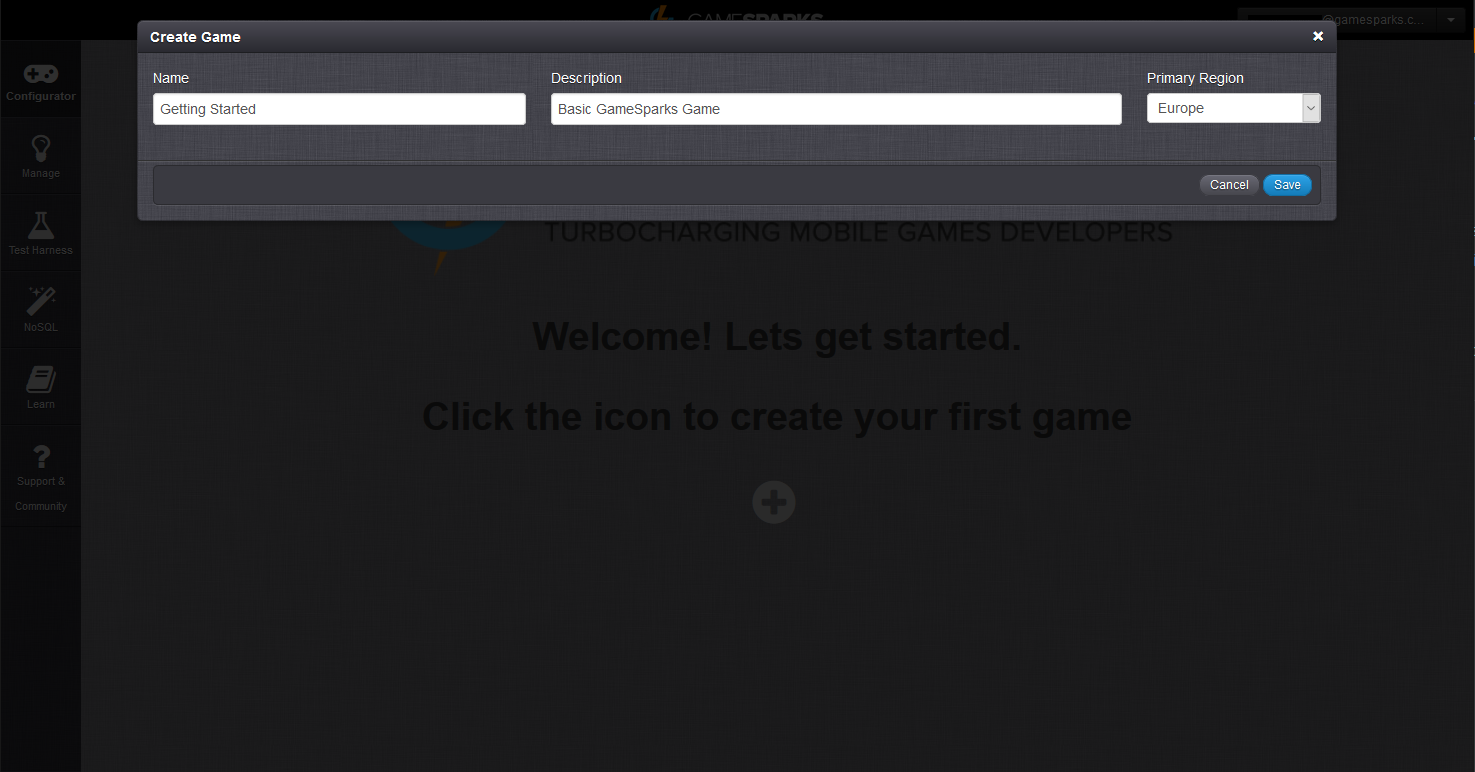 GAMESPARKS
@gamesparks.c...
Create Game
Name
Description
Primary Region
Getting Started
Basic GameSparks Game
Europe
Cancel
Save
Configurator
Manage
Test Harness
NoSQL
Learn
Support &
Community
TURBOCHARGING MOBILE GAMES DEVELOPERS
Welcome! Lets get started.
Click the icon to create your first game